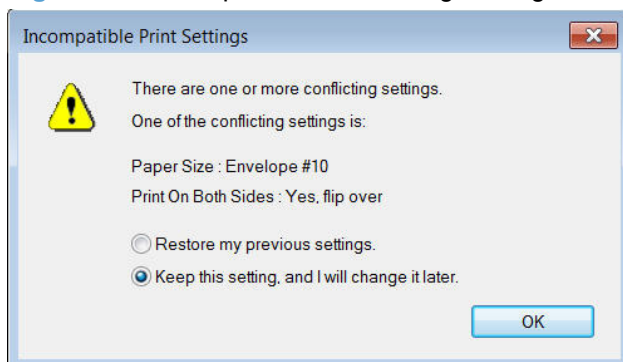 Incompatible Print Settings
There are one or more conflicting settings.
One of the conflicting settings is:
Paper Size : Envelope #10
Print On Both Sides : Yes, flip over
Restore my previous settings.
Keep this setting, and I will change it later.
OK